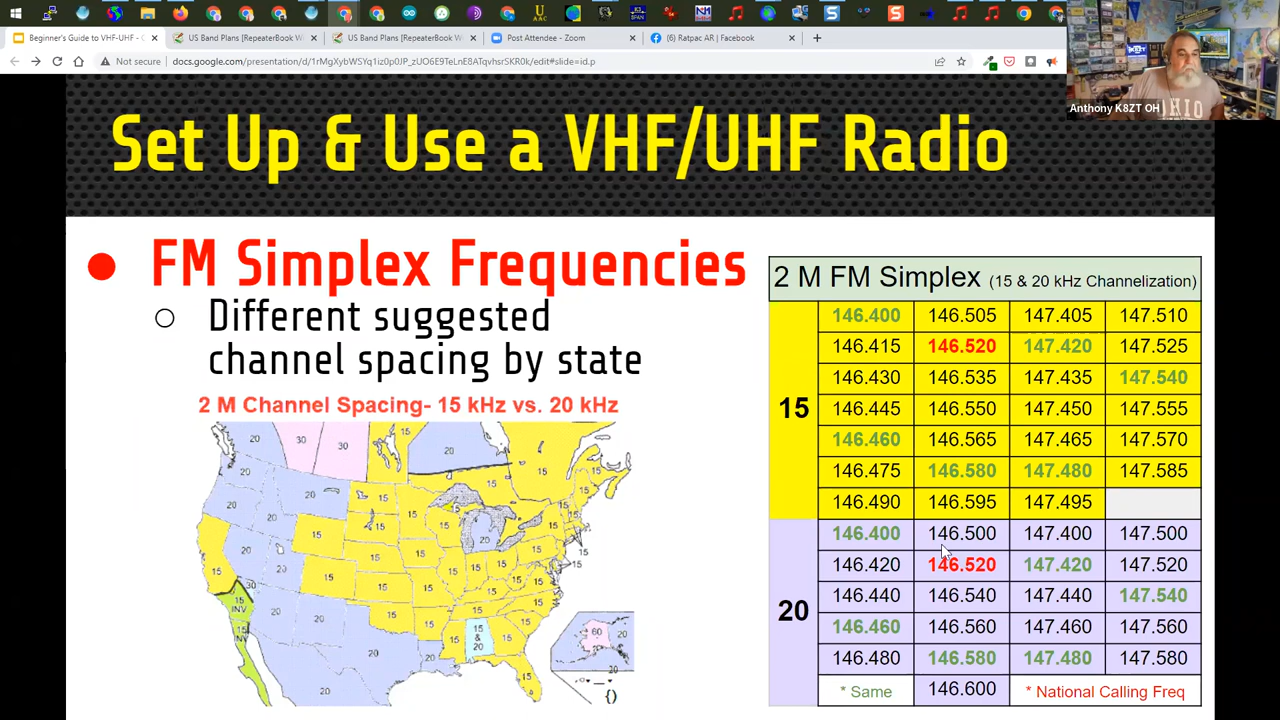 Beginner's Guide to VHF-UHF - G
US Band Plans [RepeaterBook W
US Band Plans [RepeaterBook W
Post Attendee - Zoom
(6) Ratpac AR | Facebook
Not secure
docs.google.com/presentation/d/1rMgXybWSYq1iz0p0JP_zUO6EbTeLnE8ATqvhsrSKR0k/edit#slide=id.p
Anthony K8ZT OH
Set Up & Use a VHF/UHF Radio
FM Simplex Frequencies
Different suggested
channel spacing by state
2 M Channel Spacing- 15 kHz vs. 20 kHz
2 M FM Simplex (15 & 20 kHz Channelization)
15
146.400 146.505 147.405 147.510
146.415 146.520 147.420 147.525
146.430 146.535 147.435 147.540
146.445 146.550 147.450 147.555
146.460 146.565 147.465 147.570
146.475 146.580 147.480 147.585
146.490 146.595 147.495
20
146.400 146.500 147.400 147.500
146.420 146.520 147.420 147.520
146.440 146.540 147.440 147.540
146.460 146.560 147.460 147.560
146.480 146.580 147.480 147.580
* Same 146.600 * National Calling Freq